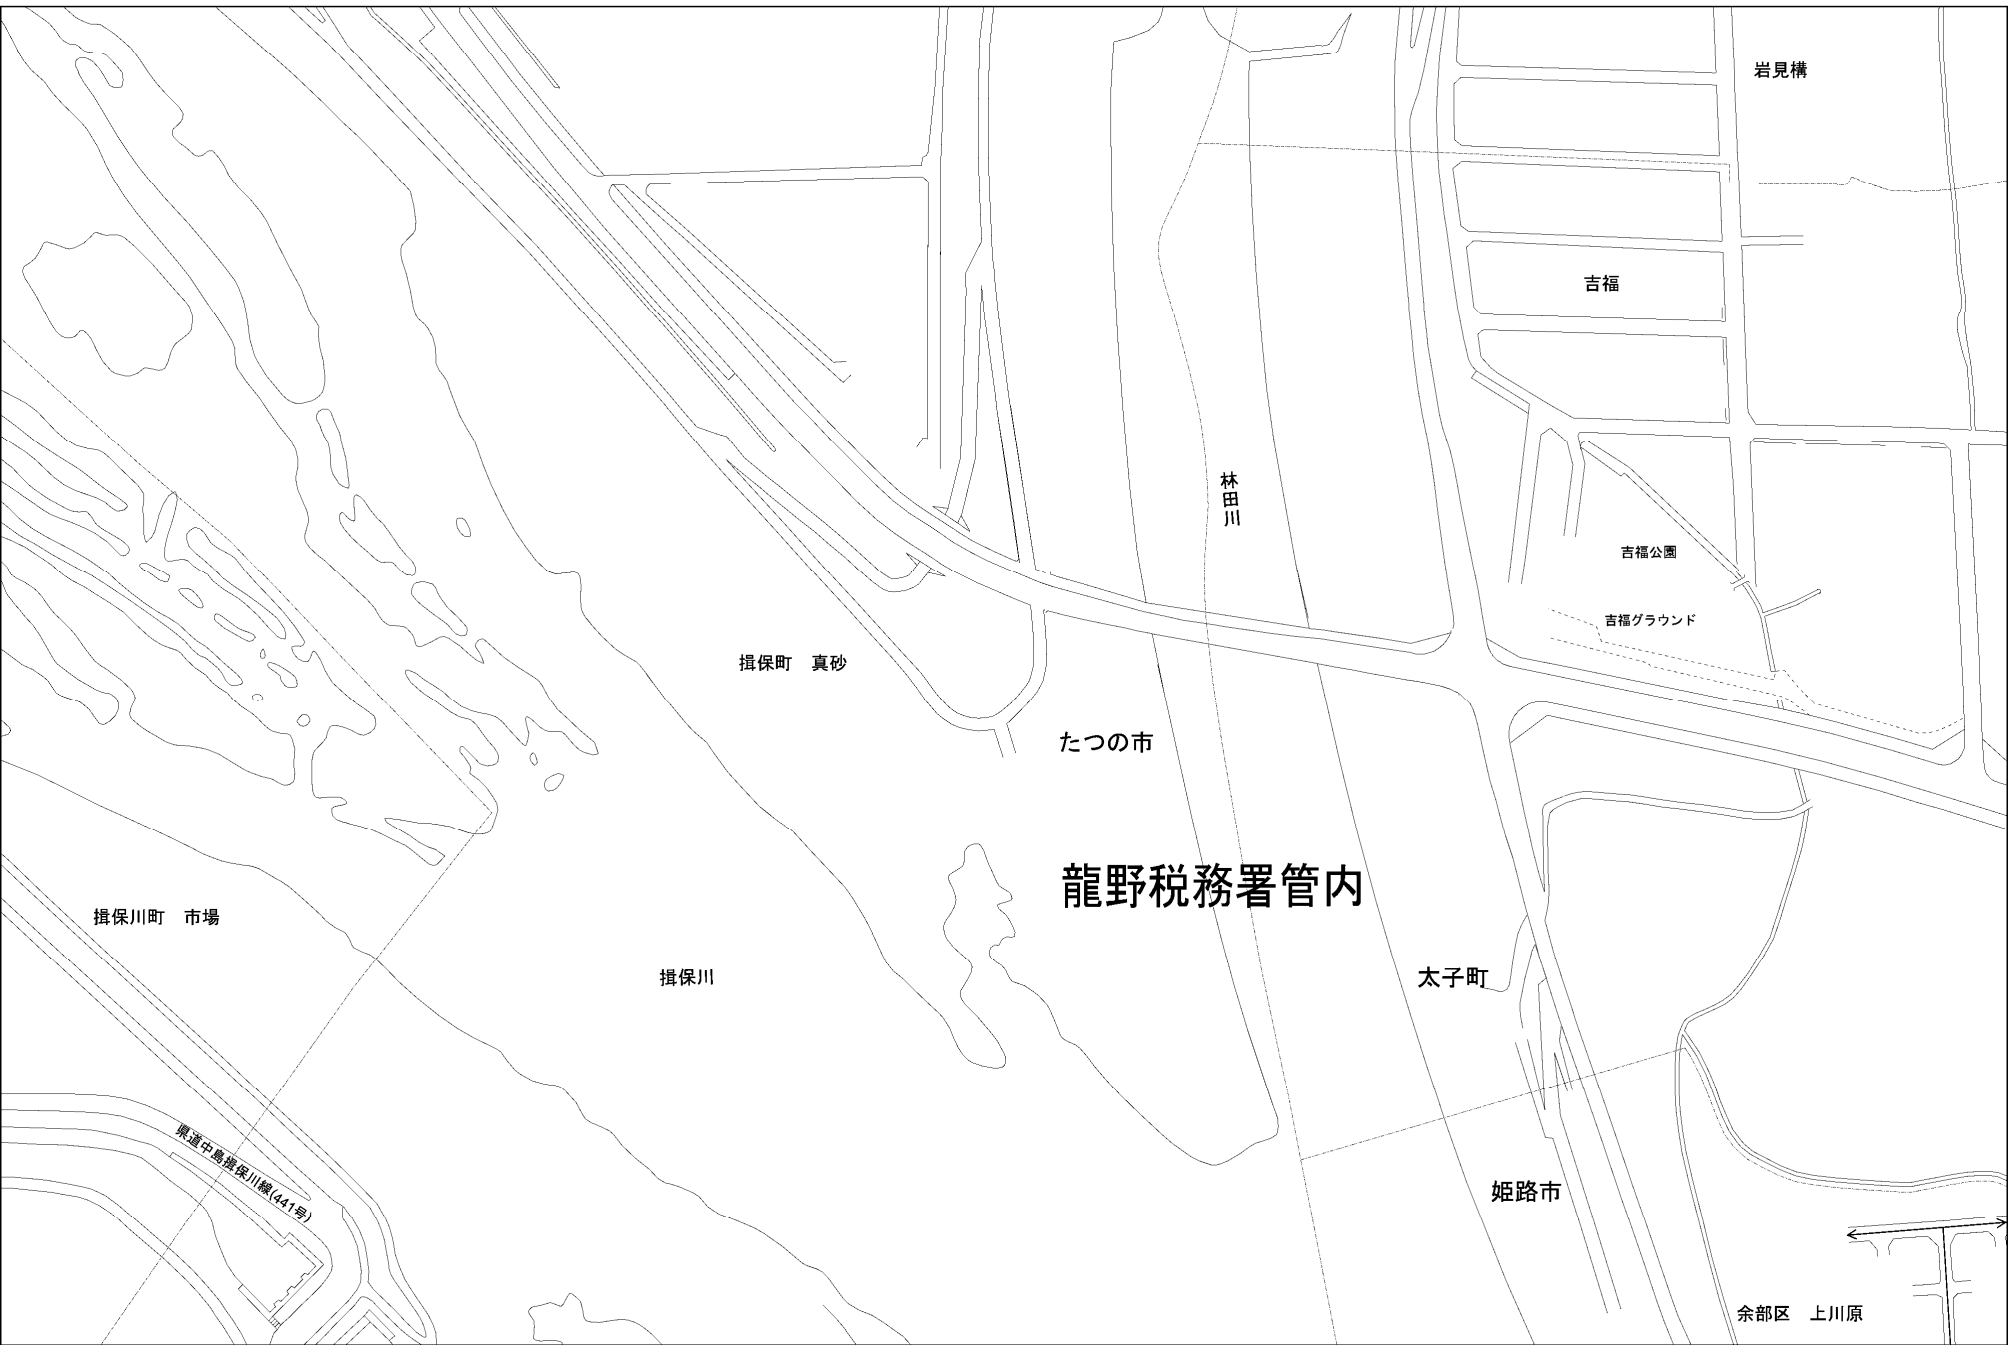 岩見構
吉福
林田川
吉福公園
吉福グラウンド
揖保町　真砂
たつの市
龍野税務署管内
揖保川町　市場
揖保川
太子町
県道中島揖保川線(441号)
姫路市
余部区　上川原